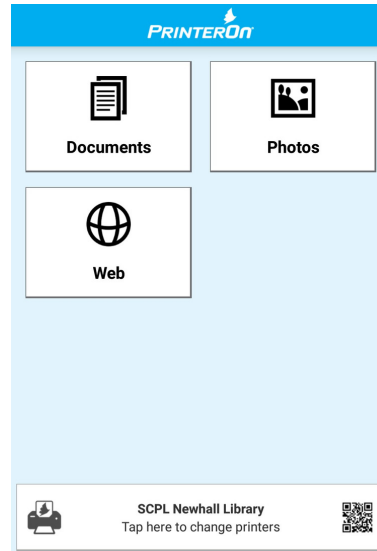 PRINTERON
Documents
Photos
Web
SCPL Newhall Library
Tap here to change printers